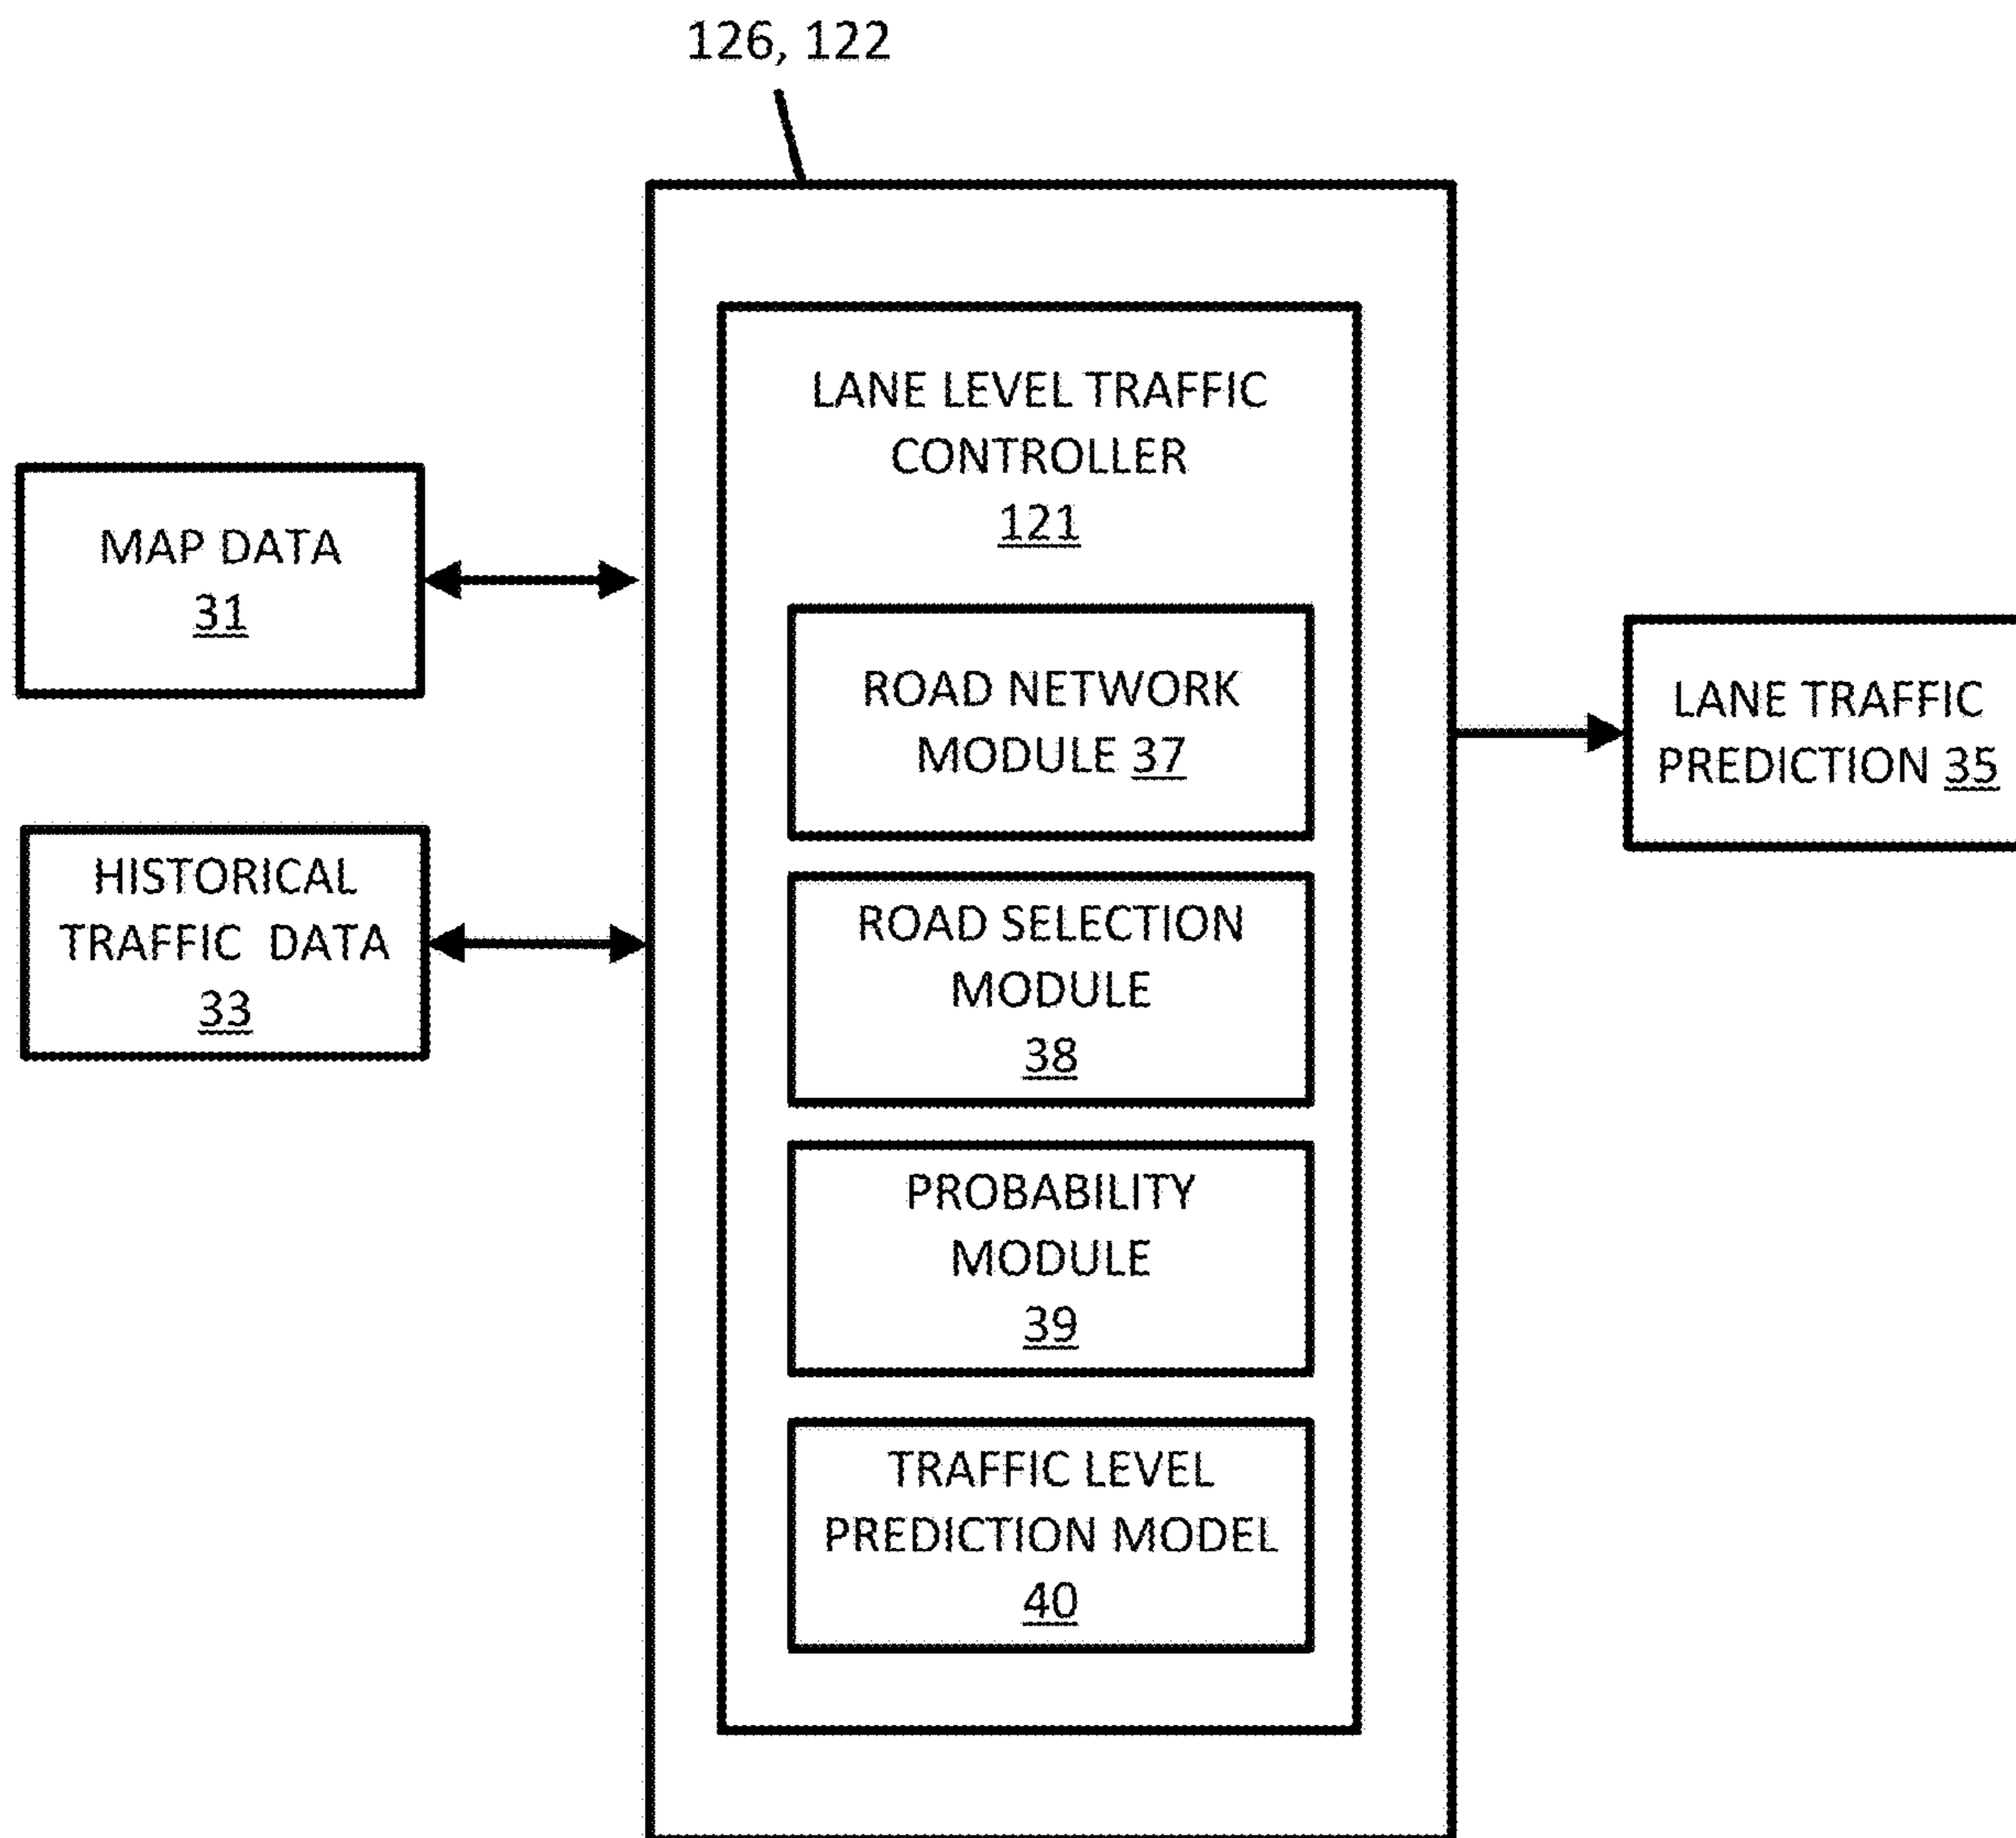 126, 122
LANE LEVEL TRAFFIC
CONTROLLER
121
MAP DATA
31
ROAD NETWORK
MODULE 37
LANE TRAFFIC
PREDICTION 35
HISTORICAL
TRAFFIC DATA
33
ROAD SELECTION
MODULE
38
PROBABILITY
MODULE
39
TRAFFIC LEVEL
PREDICTION MODEL
40